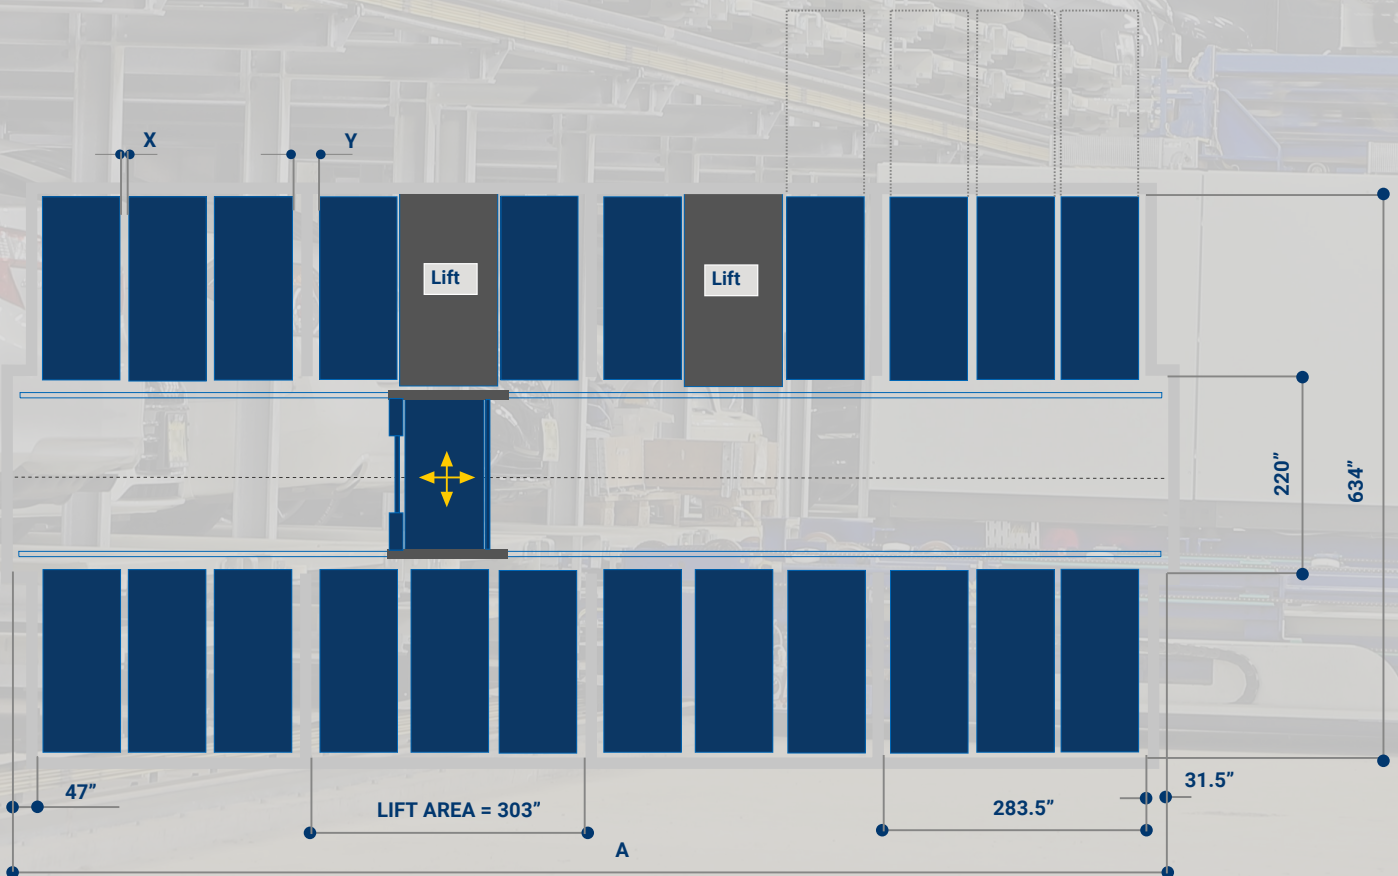 X
Y
Lift
Lift
220”
634”
47”
LIFT AREA = 303”
283.5”
31.5”
A